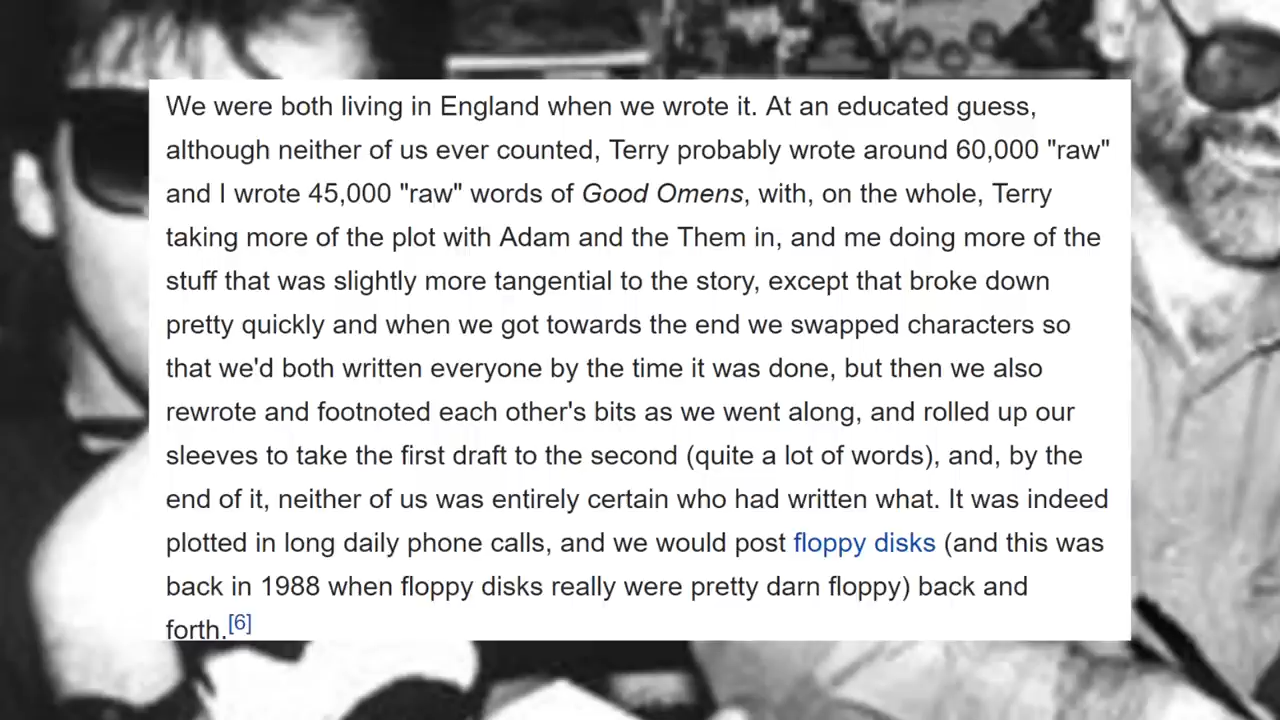 We were both living in England when we wrote it. At an educated guess,
although neither of us ever counted, Terry probably wrote around 60,000 "raw"
and I wrote 45,000 "raw" words of Good Omens, with, on the whole, Terry
taking more of the plot with Adam and the Them in, and me doing more of the
stuff that was slightly more tangential to the story, except that broke down
pretty quickly and when we got towards the end we swapped characters so
that we'd both written everyone by the time it was done, but then we also
rewrote and footnoted each other's bits as we went along, and rolled up our
sleeves to take the first draft to the second (quite a lot of words), and, by the
end of it, neither of us was entirely certain who had written what. It was indeed
plotted in long daily phone calls, and we would post floppy disks (and this was
back in 1988 when floppy disks really were pretty darn floppy) back and
forth.[6]